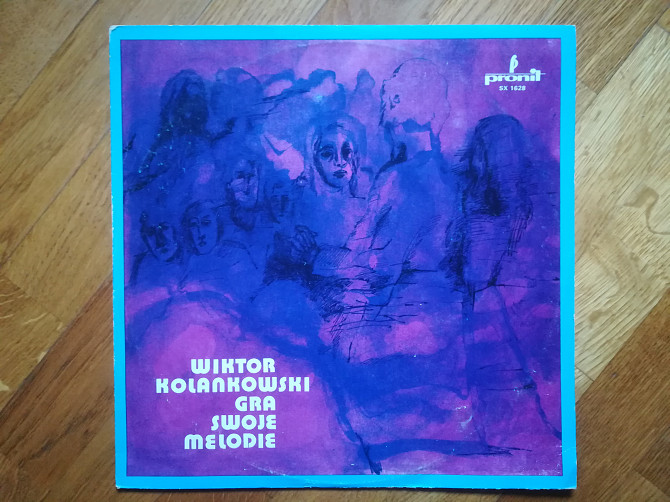 pronit
SX 1628
WIKTOR
KOLANKOWSKI
GRA
SWOJE
MELODIE